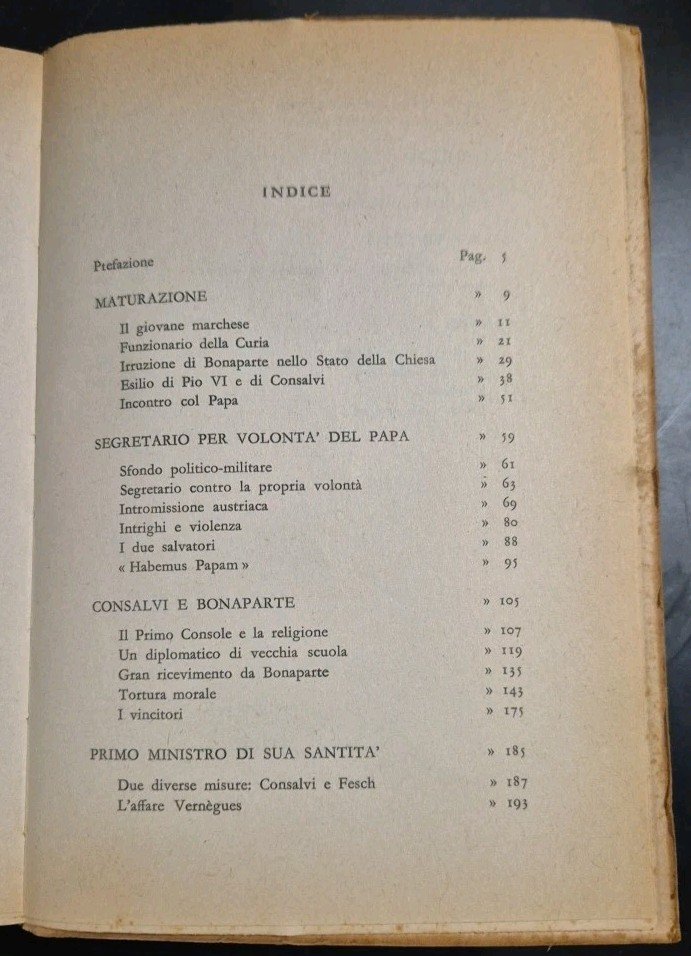 INDICE
Prefazione Pag. 5
MATURAZIONE » 9
Il giovane marchese » 11
Funzionario della Curia » 21
Irruzione di Bonaparte nello Stato della Chiesa » 29
Esilio di Pio VI e di Consalvi » 38
Incontro col Papa » 51
SEGRETARIO PER VOLONTA' DEL PAPA » 59
Sfondo politico-militare » 61
Segretario contro la propria volontà » 63
Intromissione austriaca » 69
Intrighi e violenza » 80
I due salvatori » 88
« Habemus Papam » » 95
CONSALVI E BONAPARTE » 105
Il Primo Console e la religione » 107
Un diplomatico di vecchia scuola » 119
Gran ricevimento da Bonaparte » 135
Tortura morale » 143
I vincitori » 175
PRIMO MINISTRO DI SUA SANTITA' » 185
Due diverse misure: Consalvi e Fesch » 187
L'affare Vernègues » 193